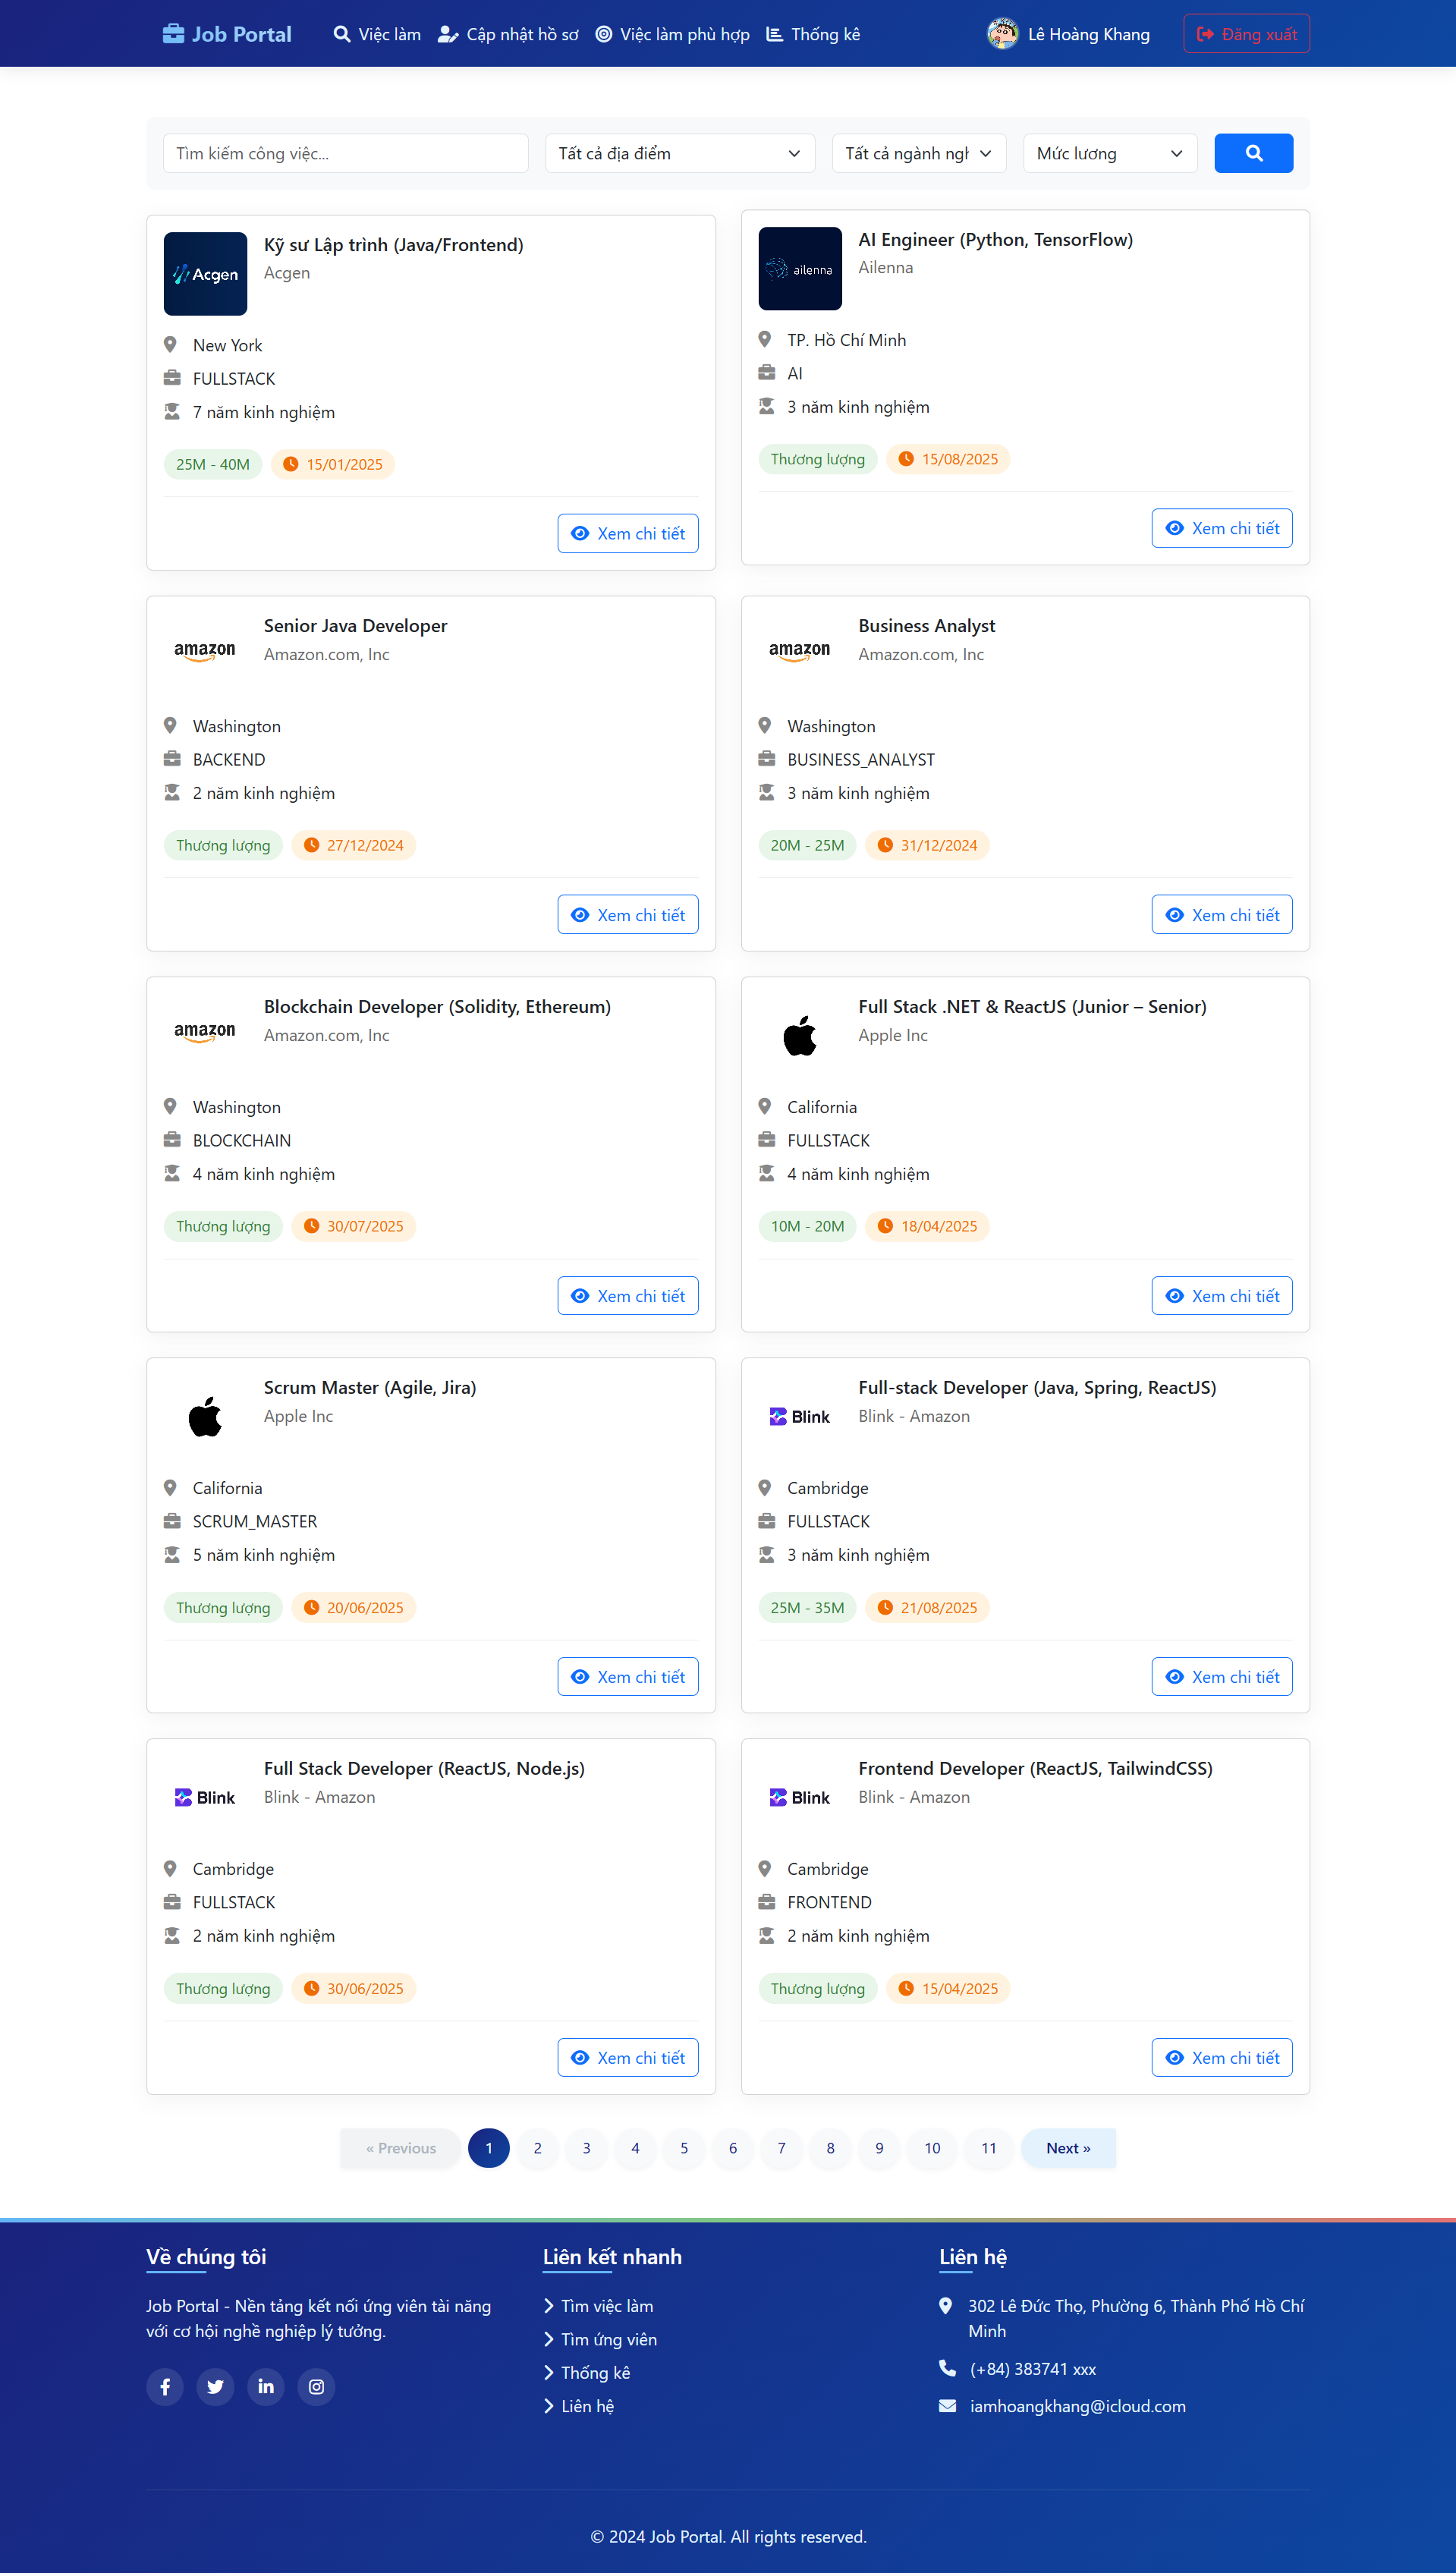 Job Portal
Việc làm
Cập nhật hồ sơ
Việc làm phù hợp
Thống kê
Lê Hoàng Khang
Đăng xuất
Tìm kiếm công việc...
Tất cả địa điểm
Tất cả ngành ngh
Mức lương
Acgen
Kỹ sư Lập trình (Java/Frontend)
Acgen
New York
FULLSTACK
7 năm kinh nghiệm
25M - 40M
15/01/2025
Xem chi tiết
ailenna
AI Engineer (Python, TensorFlow)
Ailenna
TP. Hồ Chí Minh
AI
3 năm kinh nghiệm
Thương lượng
15/08/2025
Xem chi tiết
amazon
Senior Java Developer
Amazon.com, Inc
Washington
BACKEND
2 năm kinh nghiệm
Thương lượng
27/12/2024
Xem chi tiết
amazon
Business Analyst
Amazon.com, Inc
Washington
BUSINESS_ANALYST
3 năm kinh nghiệm
20M - 25M
31/12/2024
Xem chi tiết
amazon
Blockchain Developer (Solidity, Ethereum)
Amazon.com, Inc
Washington
BLOCKCHAIN
4 năm kinh nghiệm
Thương lượng
30/07/2025
Xem chi tiết
Full Stack .NET & ReactJS (Junior – Senior)
Apple Inc
California
FULLSTACK
4 năm kinh nghiệm
10M - 20M
18/04/2025
Xem chi tiết
Scrum Master (Agile, Jira)
Apple Inc
California
SCRUM_MASTER
5 năm kinh nghiệm
Thương lượng
20/06/2025
Xem chi tiết
Blink
Full-stack Developer (Java, Spring, ReactJS)
Blink - Amazon
Cambridge
FULLSTACK
3 năm kinh nghiệm
25M - 35M
21/08/2025
Xem chi tiết
Blink
Full Stack Developer (ReactJS, Node.js)
Blink - Amazon
Cambridge
FULLSTACK
2 năm kinh nghiệm
Thương lượng
30/06/2025
Xem chi tiết
Blink
Frontend Developer (ReactJS, TailwindCSS)
Blink - Amazon
Cambridge
FRONTEND
2 năm kinh nghiệm
Thương lượng
15/04/2025
Xem chi tiết
« Previous 1 2 3 4 5 6 7 8 9 10 11 Next »
Về chúng tôi
Job Portal - Nền tảng kết nối ứng viên tài năng
với cơ hội nghề nghiệp lý tưởng.
Liên kết nhanh
Tìm việc làm
Tìm ứng viên
Thống kê
Liên hệ
Liên hệ
302 Lê Đức Thọ, Phường 6, Thành Phố Hồ Chí
Minh
(+84) 383741 xxx
iamhoangkhang@icloud.com
© 2024 Job Portal. All rights reserved.